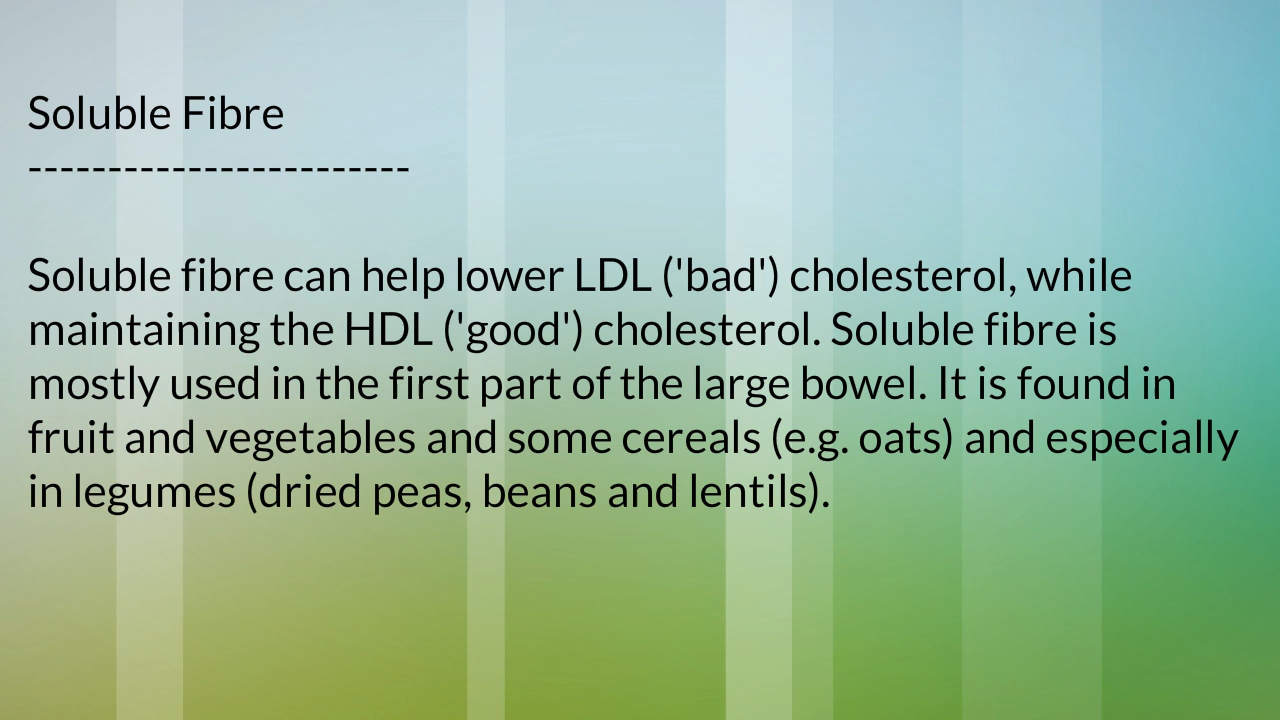 Soluble Fibre
------------------------
Soluble fibre can help lower LDL ('bad') cholesterol, while
maintaining the HDL ('good') cholesterol. Soluble fibre is
mostly used in the first part of the large bowel. It is found in
fruit and vegetables and some cereals (e.g. oats) and especially
in legumes (dried peas, beans and lentils).